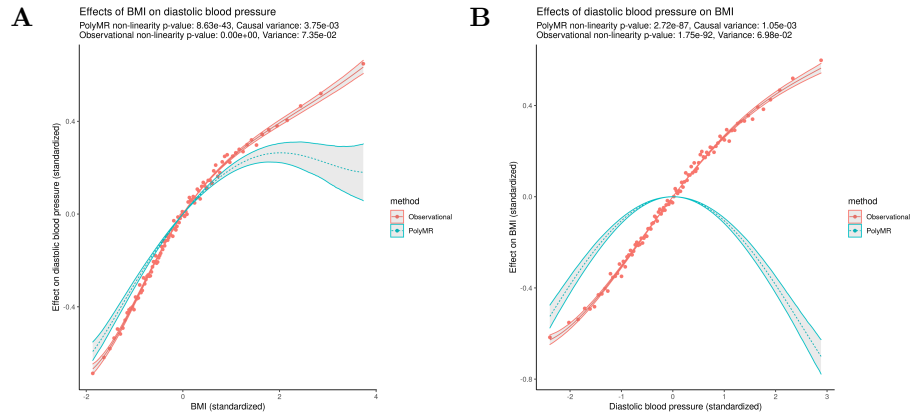 A
Effects of BMI on diastolic blood pressure
PolyMR non-linearity p-value: 8.63e-43, Causal variance: 3.75e-03
Observational non-linearity p-value: 0.00e+00, Variance: 7.35e-02
Effect on diastolic blood pressure (standardized)
0.4
0.0
-0.4
-2
0
2
4
BMI (standardized)
method
Observational
PolyMR
B
Effects of diastolic blood pressure on BMI
PolyMR non-linearity p-value: 2.72e-87, Causal variance: 1.05e-03
Observational non-linearity p-value: 1.75e-92, Variance: 6.98e-02
Effect on BMI (standardized)
0.4
0.0
-0.4
-0.8
-2
-1
0
1
2
3
Diastolic blood pressure (standardized)
method
Observational
PolyMR